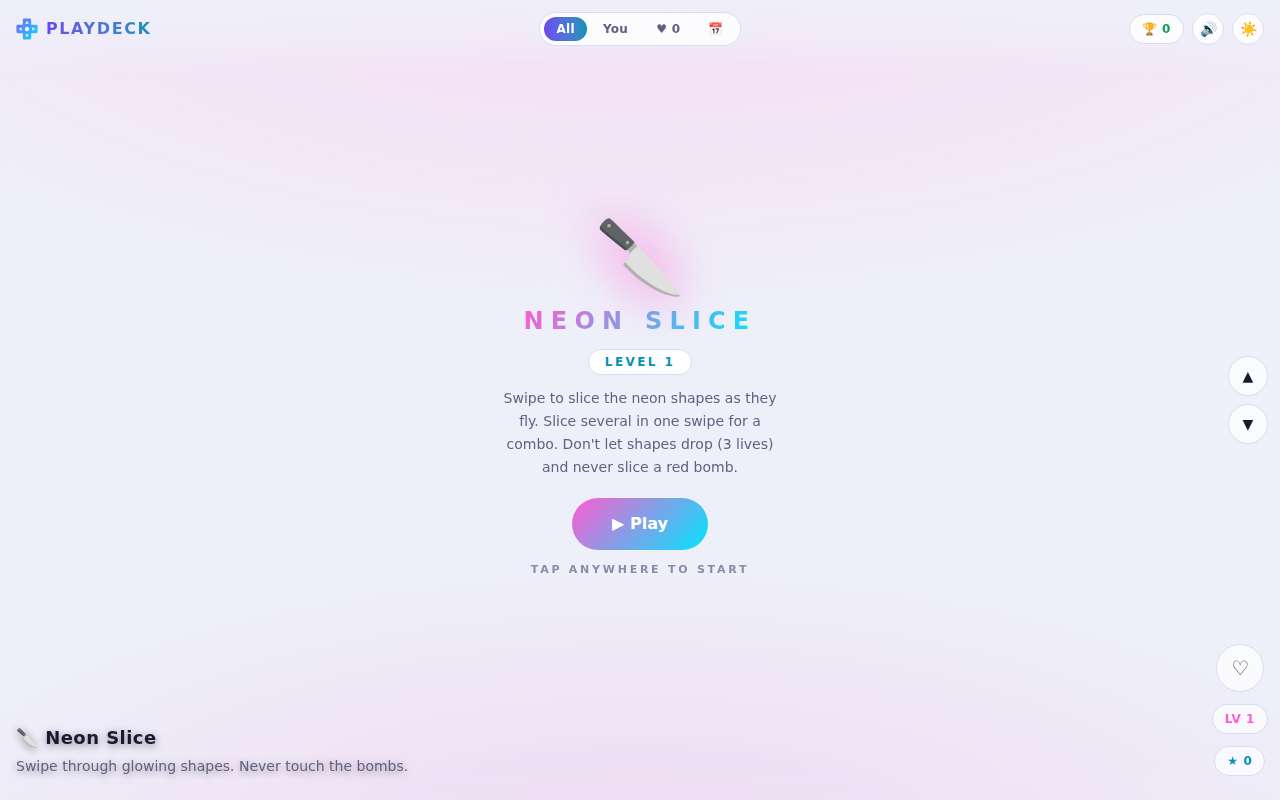 PLAYDECK
All You ♥ 0
🏆 0
NEON SLICE
LEVEL 1
Swipe to slice the neon shapes as they
fly. Slice several in one swipe for a
combo. Don't let shapes drop (3 lives)
and never slice a red bomb.
▶ Play
TAP ANYWHERE TO START
LV 1
★ 0
Neon Slice
Swipe through glowing shapes. Never touch the bombs.